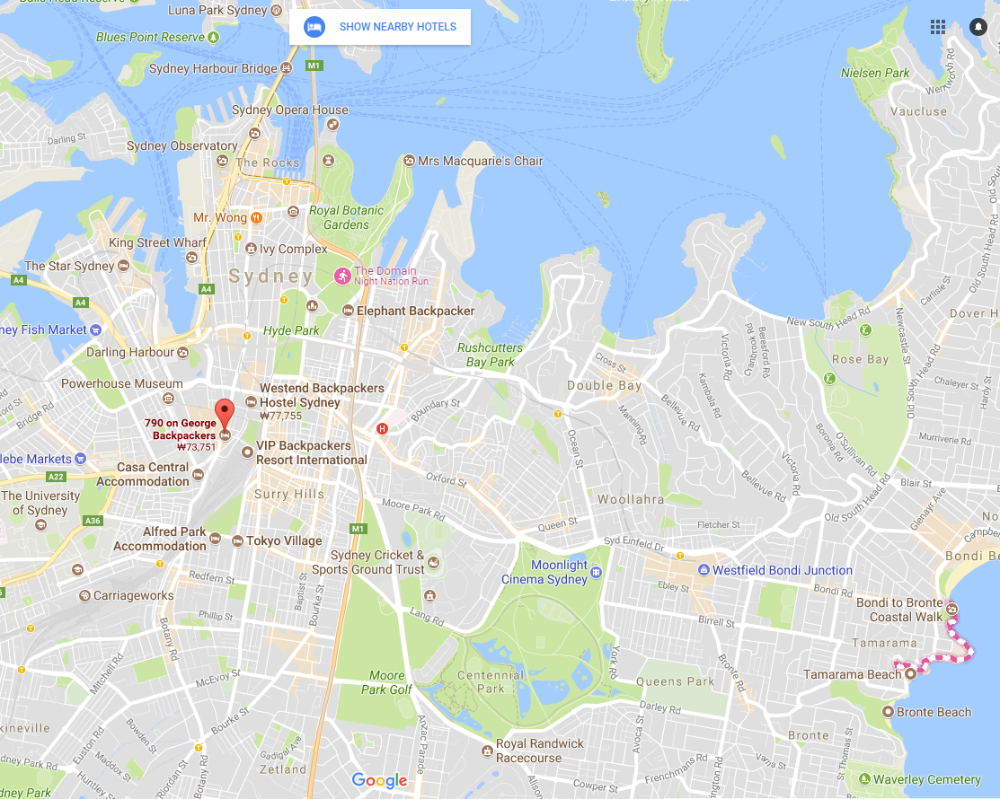 Luna Park Sydney
SHOW NEARBY HOTELS
Blues Point Reserve
Sydney Harbour Bridge
M1
Nielsen Park
Vaucluse
Sydney Opera House
Darling St
Sydney Observatory
The Rocks
Mrs Macquarie's Chair
Royal Botanic
Gardens
Mr. Wong
King Street Wharf
Ivy Complex
The Star Sydney
Sydney
The Domain
Night Nation Run
A4
A4
A4
Elephant Backpacker
Hyde Park
ney Fish Market
Darling Harbour
Rushcutters
Bay Park
New South Head Rd
Newcastle St
Old South Head Rd
Carlisle St
Hardy St
Dover H
Rose Bay
Cross St
Double Bay
Victoria Rd
Cranbrook Rd
Beresford Rd
Kambala Rd
Manning Rd
Powerhouse Museum
Bridge Rd
Westend Backpackers
Hostel Sydney
₩77,755
Boundary St
H
790 on George
Backpackers
₩73,751
VIP Backpackers
Resort International
lebe Markets
Casa Central
Accommodation
A22
The University
of Sydney
A36
Surry Hills
Oxford St
Ocean St
Woollahra
Bellevue Rd
Victoria Rd
Boronia Rd
O'Sullivan Rd
Old South Head Rd
Chaleyer St
Hardy St
Murriverie Rd
Blair St
Glenayr Ave
Old South Head Rd
Fletcher St
Moore Park Rd
Queen St
Syd Einfeld Dr
M1
Alfred Park
Accommodation
Tokyo Village
Sydney Cricket &
Sports Ground Trust
Moonlight
Cinema Sydney
Westfield Bondi Junction
Ebley St
Bondi Rd
Bondi Be
Bondi to Bronte
Coastal Walk
Redfern St
Baptist St
Bourke St
Carriageworks
Phillip St
Botany Rd
Lang Rd
Birrell St
Tamarama
Tamarama Beach
Mitchell Rd
McEvoy St
Moore
Park Golf
Centennial
Park
York Rd
Queens Park
Bronte Rd
Darley Rd
Bronte Beach
Bourke St
Bowden St
kineville
Euston Rd
Maddox St
Huntley St
Gadigal Ave
Zetland
Anzac Parade
Royal Randwick
Racecourse
Avoca St
Frenchmans Rd
Cowper St
Alison
Bronte
St Thomas St
Varna St
Waverley Cemetery
dney Park Rd
dney Park
Riordan St
Botany Rd
Google